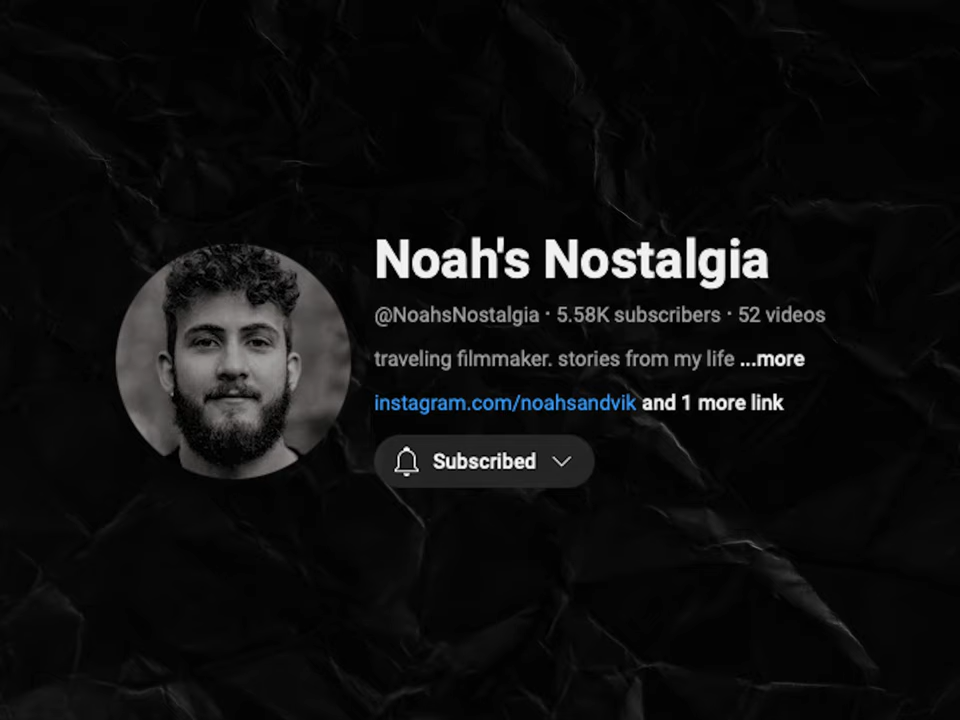 Noah's Nostalgia
@NoahsNostalgia · 5.58K subscribers · 52 videos
traveling filmmaker. stories from my life ...more
instagram.com/noahsandvik and 1 more link
Subscribed